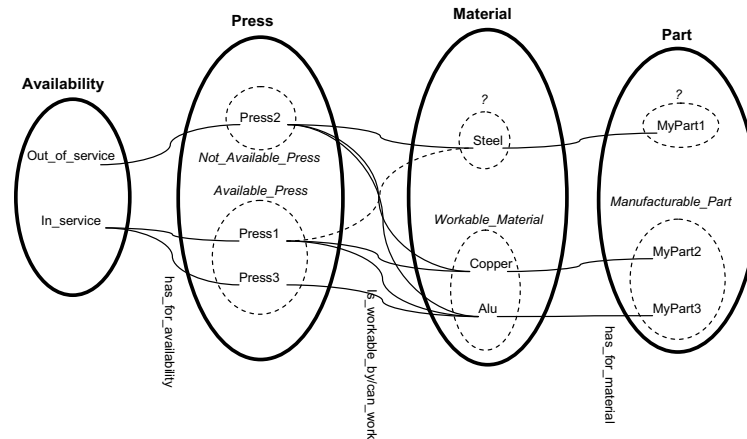 Availability
Out_of_service
In_service
has_for_availability
Press
Press2
Not_Available_Press
Available_Press
Press1
Press3
Is_workable_by/can_work
Material
?
Steel
Workable_Material
Copper
Alu
has_for_material
Part
?
MyPart1
Manufacturable_Part
MyPart2
MyPart3